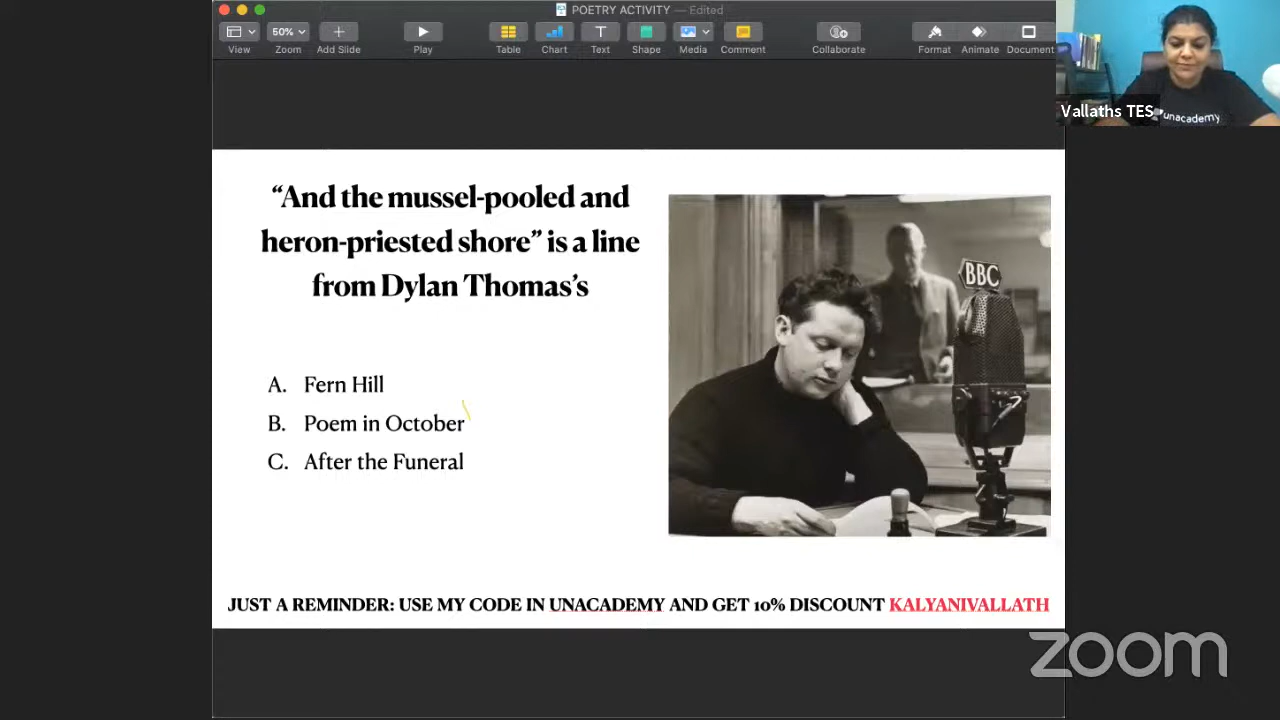 POETRY ACTIVITY — Edited
50%
View
Zoom
Add Slide
Play
Table
Chart
Text
Shape
Media
Comment
Collaborate
Format
Animate
Document
unacademy
Vallaths TES
“And the mussel-pooled and
heron-priested shore” is a line
from Dylan Thomas’s
BBC
A. Fern Hill
B. Poem in October
C. After the Funeral
JUST A REMINDER: USE MY CODE IN UNACADEMY AND GET 10% DISCOUNT KALYANIVALLATH
zoom